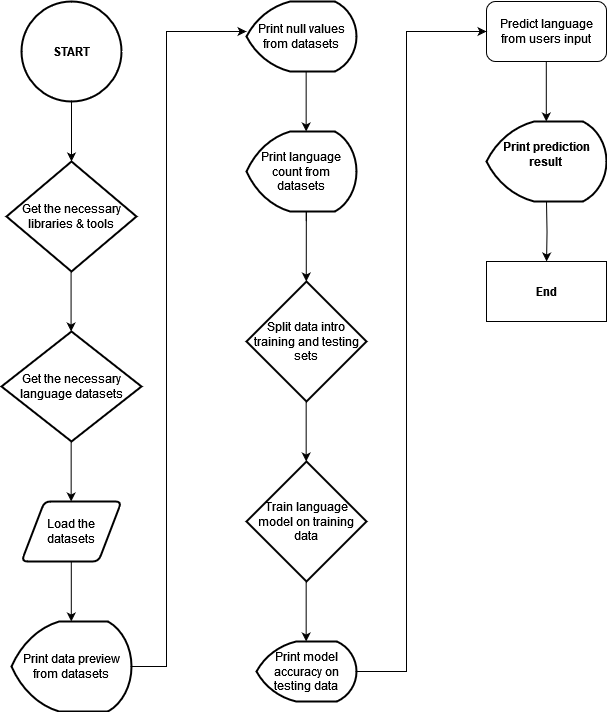 START
Get the necessary
libraries & tools
Get the necessary
language datasets
Load the
datasets
Print data preview
from datasets
Print null values
from datasets
Print language
count from
datasets
Split data intro
training and testing
sets
Train language
model on training
data
Print model
accuracy on
testing data
Predict language
from users input
Print prediction
result
End